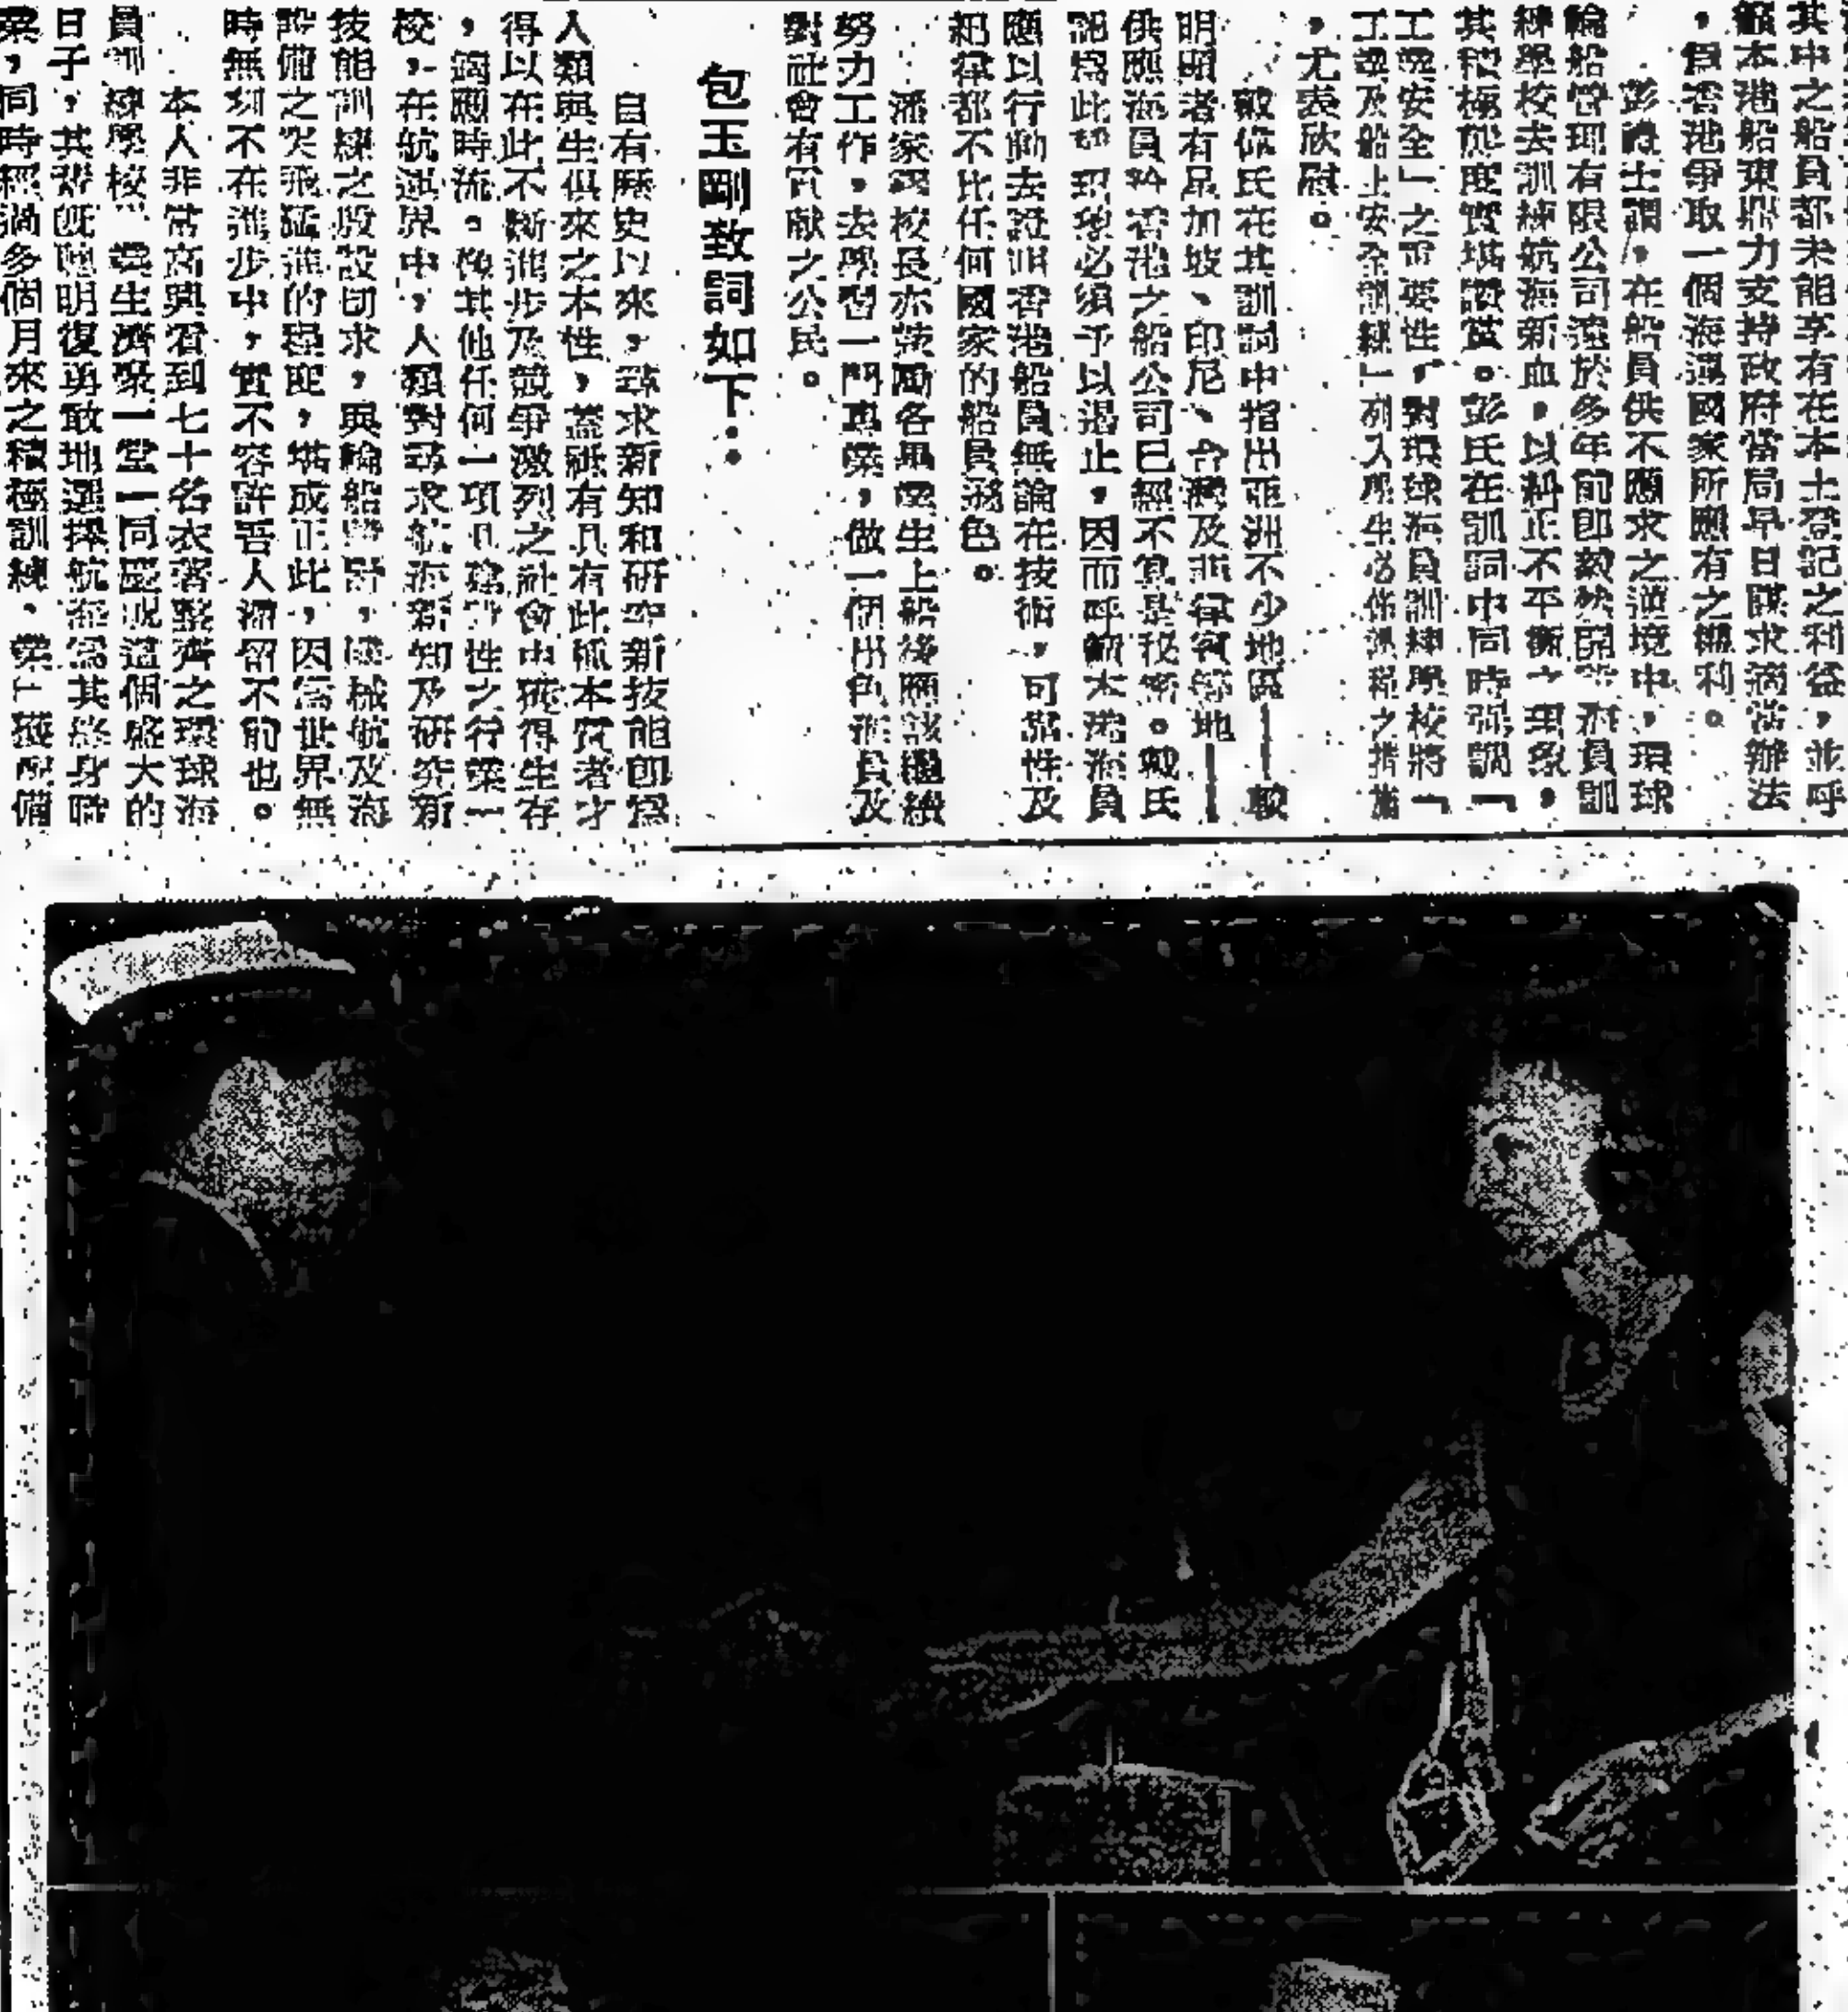 其中之船員都未能享有在本土登記之利益，並呼
籲本港船東鼎力支持政府當局早日謀求適當辦法
，爲香港爭取一個海運國家所應有之權利。
彭博士謂，在船員供不應求之逆境中，環球
輪船管理有限公司遠於多年前即毅然開辦海員訓
練學校去訓練航海新血，以糾正不平衡之現象，
其積極態度實堪讚賞。彭氏在訓詞中同時强調「
工業安全」之重要性，對環球海員訓練學校將「
工業及船上安全訓練」列入學生必修課程之措施
，尤表欣慰。
戴偉氏在其訓詞中指出亞洲不少地區——較
明顯者有星加坡、印尼、台灣及菲律賓等地——
供應海員於香港之船公司已經不算是秘密。戴氏
認爲此種現象必須予以遏止，因而呼籲本港海員
應以行動去證明香港船員無論在技術，可靠性及
紀律都不比任何國家的船員遜色。
潘家 校長亦勉勵各畢業生上船後應該繼續
努力工作，去學習一門專業，做一個出色海員及
對社會有貢献之公民。
包玉剛致詞如下：
自有歷史以來，尋求新知和研究新技能即爲
人類與生俱來之本性，蓋祗有具有此種本質者才
得以在此不斷進步及競爭激列之社會中獲得生存
，適應時流。像其他任何一項具建設性之行業一
校，在航運界中，人類對尋求航海新知及研究新
技能訓練之殷設切求，與輪船設計，機械航及海
設備之突飛猛進的程度，堪成正比，因爲世界無
時無刻不在進步中，實不容許吾人滯留不前也。
本人非常高興看到七十名衣著整齊之環球海
員訓練學校畢業生濟濟一堂一同慶祝這個盛大的
日子，其輩既聰明復勇敢地選擇航海爲其終身職
業，同時經過多個月來之積極訓練，